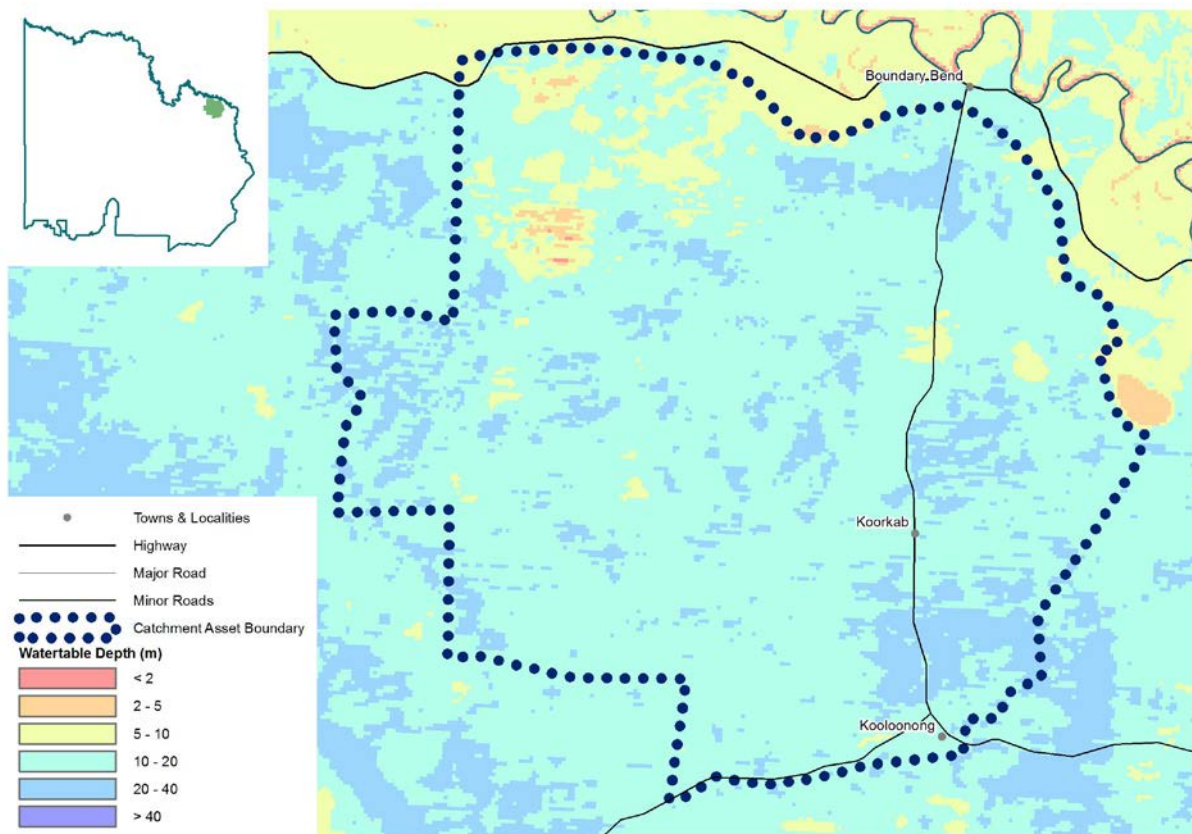 Boundary Bend
Koorkab
Kooloonong
Towns & Localities
Highway
Major Road
Minor Roads
Catchment Asset Boundary
Watertable Depth (m)
< 2
2 - 5
5 - 10
10 - 20
20 - 40
> 40